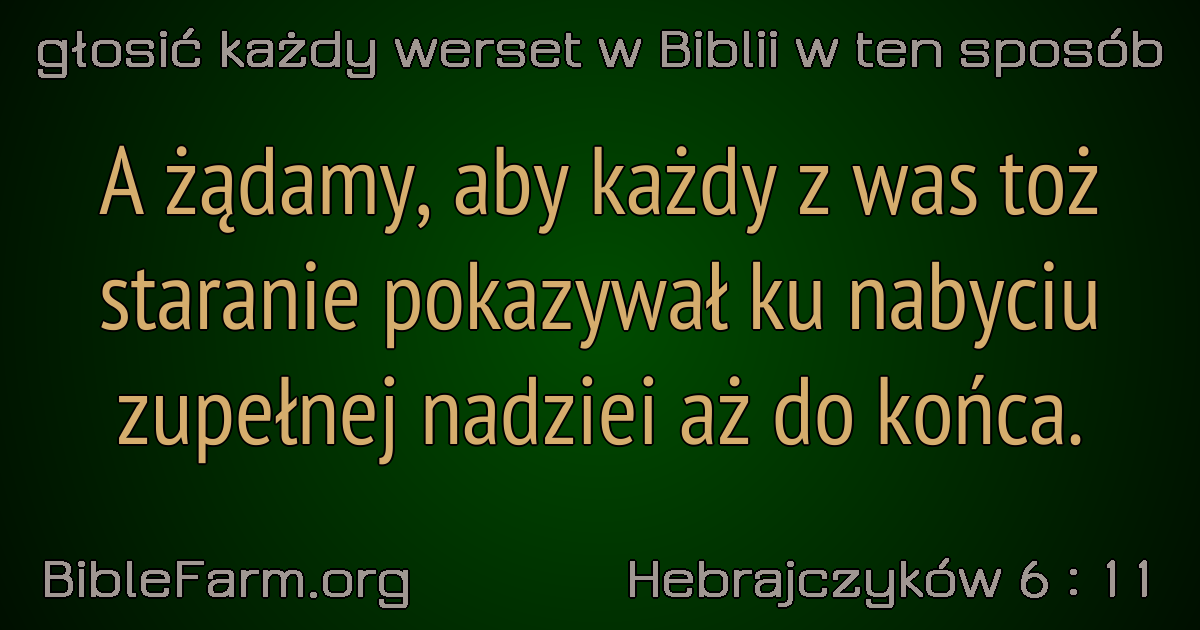 głosić każdy werset w Biblii w ten sposób
A żądamy, aby każdy z was toż
staranie pokazywał ku nabyciu
zupełnej nadziei aż do końca.
BibleFarm.org
Hebrajczyków 6 : 11